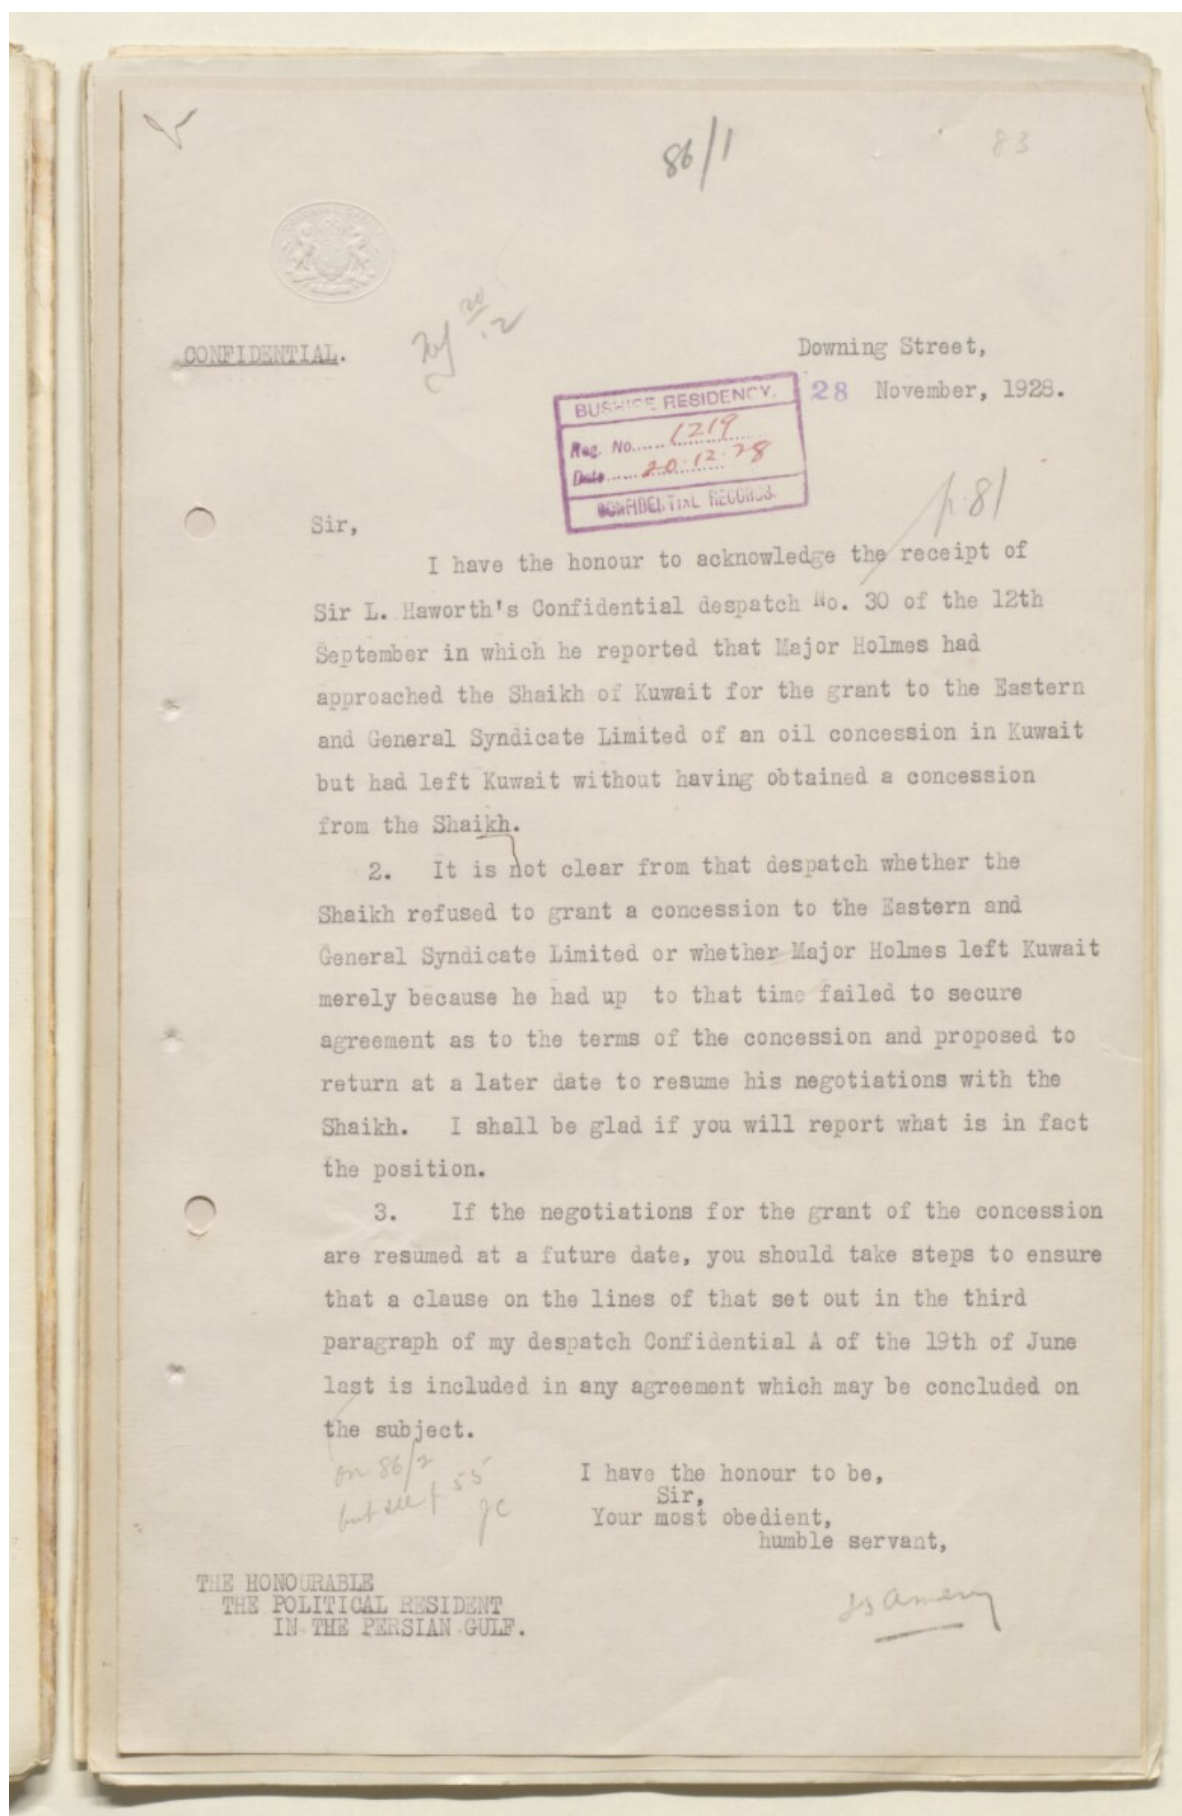 86/1
83
CONFIDENTIAL.
Downing Street,
28 November, 1928.
BUSHIRE RESIDENCY.
Reg. No. 1219
Date 20.12.28
CONFIDENTIAL RECORDS.
p.81
Sir,
I have the honour to acknowledge the receipt of
Sir L. Haworth's Confidential despatch No. 30 of the 12th
September in which he reported that Major Holmes had
approached the Shaikh of Kuwait for the grant to the Eastern
and General Syndicate Limited of an oil concession in Kuwait
but had left Kuwait without having obtained a concession
from the Shaikh.
2. It is not clear from that despatch whether the
Shaikh refused to grant a concession to the Eastern and
General Syndicate Limited or whether Major Holmes left Kuwait
merely because he had up to that time failed to secure
agreement as to the terms of the concession and proposed to
return at a later date to resume his negotiations with the
Shaikh. I shall be glad if you will report what is in fact
the position.
3. If the negotiations for the grant of the concession
are resumed at a future date, you should take steps to ensure
that a clause on the lines of that set out in the third
paragraph of my despatch Confidential A of the 19th of June
last is included in any agreement which may be concluded on
the subject.
on 86/2
but see p 55
I have the honour to be,
Sir,
Your most obedient,
humble servant,
THE HONOURABLE
THE POLITICAL RESIDENT
IN THE PERSIAN GULF.
Amery